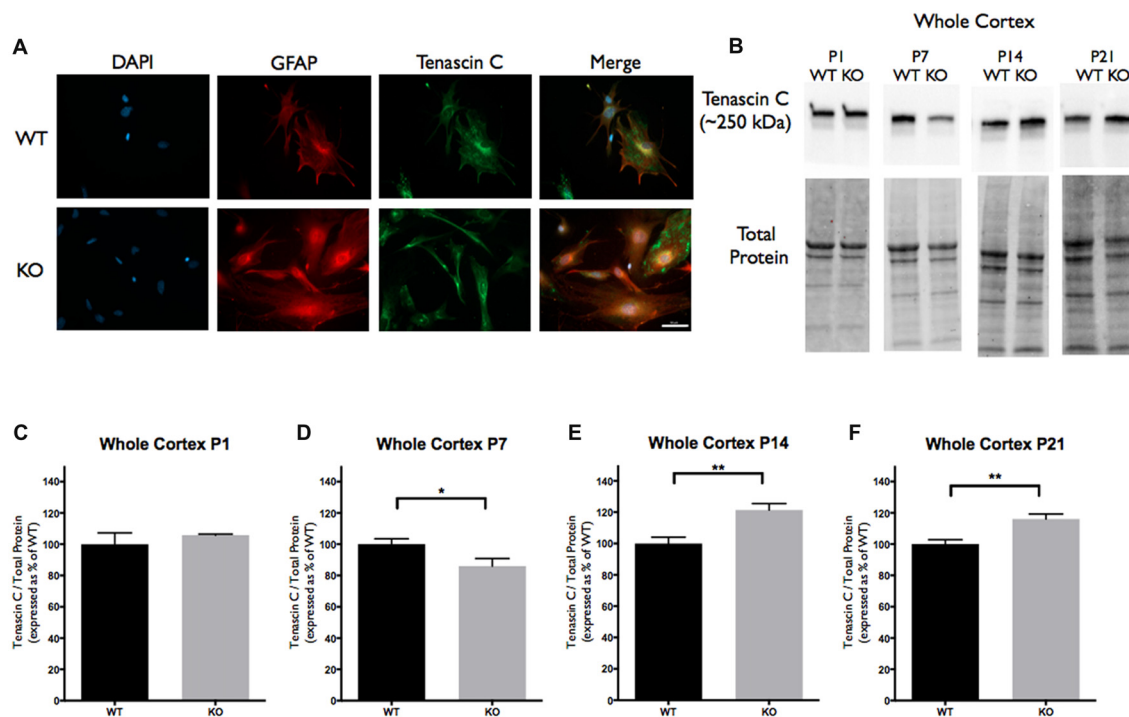 Whole Cortex
A
B
DAPI GFAP Tenascin C Merge
P1 P7 P14 P21
WT KO WT KO WT KO WT KO
WT
Tenascin C
(~250 kDa)
KO
Total
Protein
C
Whole Cortex P1
D
Whole Cortex P7
E
Whole Cortex P14
F
Whole Cortex P21
Tenascin C / Total Protein
(expressed as % of WT)
140
120
100
80
60
40
20
0
WT KO
Tenascin C / Total Protein
(expressed as % of WT)
140
120
100
80
60
40
20
0
*
WT KO
Tenascin C / Total Protein
(expressed as % of WT)
140
120
100
80
60
40
20
0
**
WT KO
Tenascin C / Total Protein
(expressed as % of WT)
140
120
100
80
60
40
20
0
**
WT KO